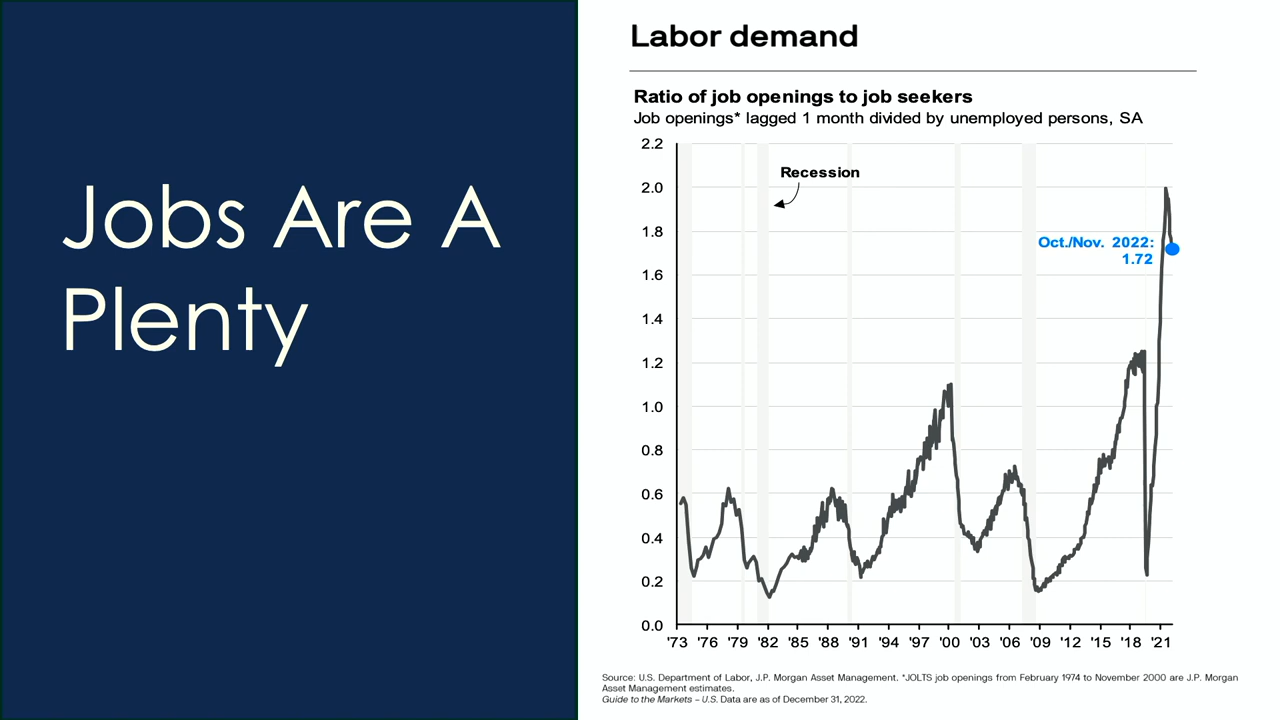 Jobs Are A
Plenty
Labor demand
Ratio of job openings to job seekers
Job openings* lagged 1 month divided by unemployed persons, SA
2.2
2.0
1.8
1.6
1.4
1.2
1.0
0.8
0.6
0.4
0.2
0.0
Recession
Oct./Nov. 2022:
1.72
'73 '76 '79 '82 '85 '88 '91 '94 '97 '00 '03 '06 '09 '12 '15 '18 '21
Source: U.S. Department of Labor, J.P. Morgan Asset Management. *JOLTS job openings from February 1974 to November 2000 are J.P. Morgan
Asset Management estimates.
Guide to the Markets – U.S. Data are as of December 31, 2022.